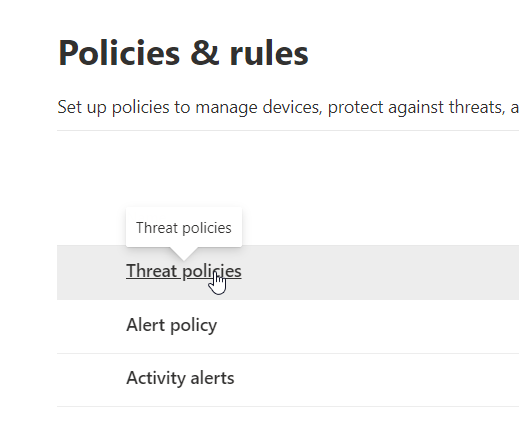 Policies & rules
Set up policies to manage devices, protect against threats, a
Threat policies
Threat policies
Alert policy
Activity alerts